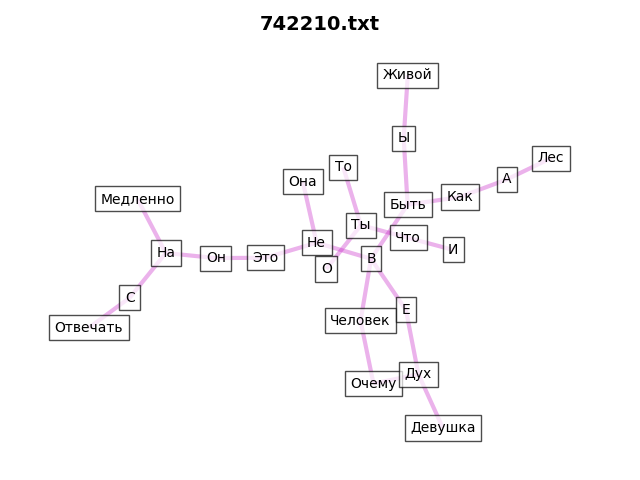 742210.txt
Живой
Ы
Лес
То
А
Она
Медленно
Как
Быть
Ты
Что
Не
И
На
Он
Это
В
О
С
Е
Человек
Отвечать
Дух
Очему
Девушка